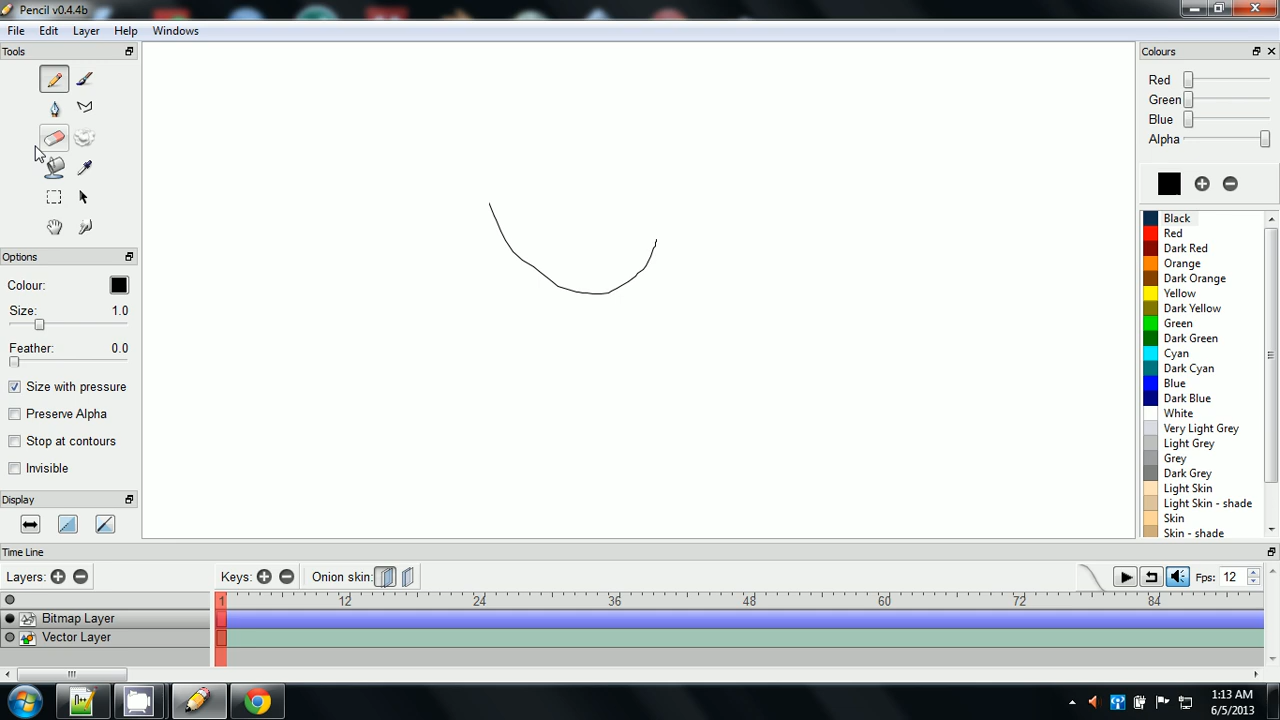 Pencil v0.4.4b
File Edit Layer Help Windows
Tools
Colours
Red
Green
Blue
Alpha
Black
Red
Dark Red
Orange
Dark Orange
Yellow
Dark Yellow
Green
Dark Green
Cyan
Dark Cyan
Blue
Dark Blue
White
Very Light Grey
Light Grey
Grey
Dark Grey
Light Skin
Light Skin - shade
Skin
Skin - shade
Options
Colour:
Size: 1.0
Feather: 0.0
Size with pressure
Preserve Alpha
Stop at contours
Invisible
Display
Time Line
Layers: Keys: Onion skin: Fps: 12
1 12 24 36 48 60 72 84
Bitmap Layer
Vector Layer
1:13 AM
6/5/2013